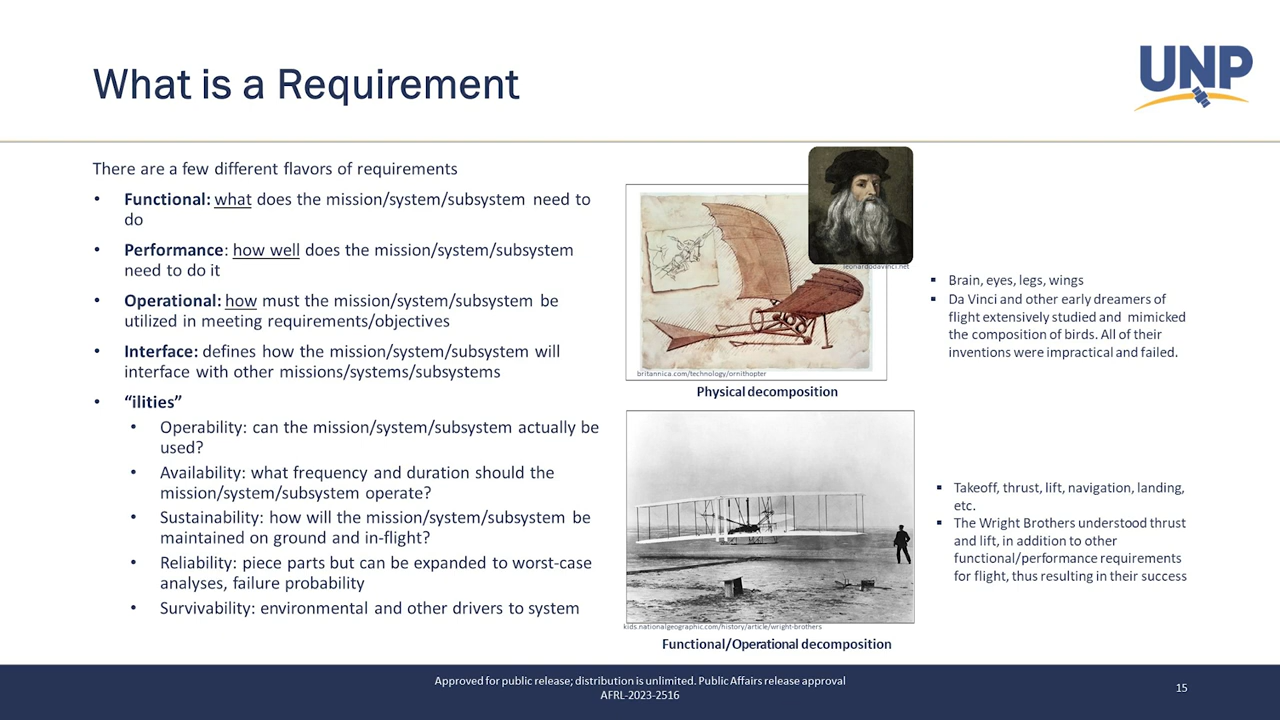 What is a Requirement
UNP
There are a few different flavors of requirements
• Functional: what does the mission/system/subsystem need to
do
• Performance: how well does the mission/system/subsystem
need to do it
• Operational: how must the mission/system/subsystem be
utilized in meeting requirements/objectives
• Interface: defines how the mission/system/subsystem will
interface with other missions/systems/subsystems
• “ilities”
• Operability: can the mission/system/subsystem actually be
used?
• Availability: what frequency and duration should the
mission/system/subsystem operate?
• Sustainability: how will the mission/system/subsystem be
maintained on ground and in-flight?
• Reliability: piece parts but can be expanded to worst-case
analyses, failure probability
• Survivability: environmental and other drivers to system
leonardodavinci.net
britannica.com/technology/ornithopter
Physical decomposition
▪ Brain, eyes, legs, wings
▪ Da Vinci and other early dreamers of
flight extensively studied and mimicked
the composition of birds. All of their
inventions were impractical and failed.
kids.nationalgeographic.com/history/article/wright-brothers
Functional/Operational decomposition
▪ Takeoff, thrust, lift, navigation, landing,
etc.
▪ The Wright Brothers understood thrust
and lift, in addition to other
functional/performance requirements
for flight, thus resulting in their success
Approved for public release; distribution is unlimited. Public Affairs release approval
AFRL-2023-2516
15